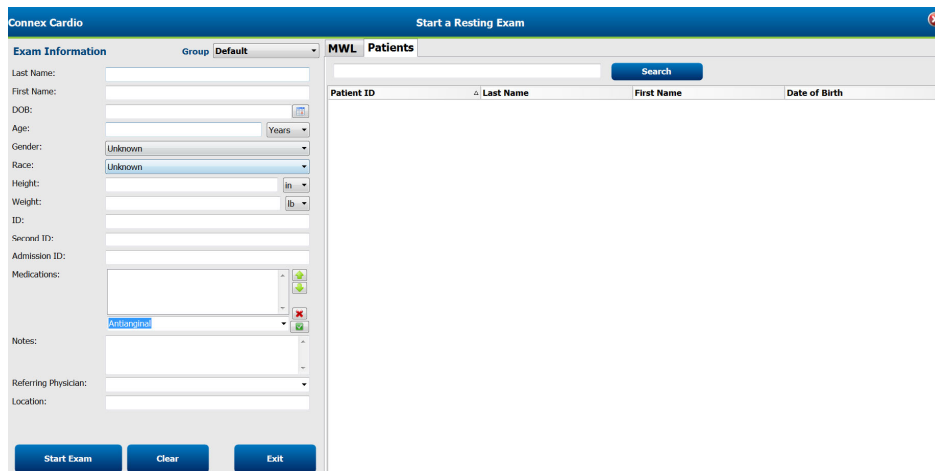 Connex Cardio
Start a Resting Exam
Exam Information
Group Default
Last Name:
First Name:
DOB:
Age:
Years
Gender:
Unknown
Race:
Unknown
Height:
in
Weight:
lb
ID:
Second ID:
Admission ID:
Medications:
Antianginal
Notes:
Referring Physician:
Location:
Start Exam
Clear
Exit
MWL
Patients
Search
Patient ID
Last Name
First Name
Date of Birth